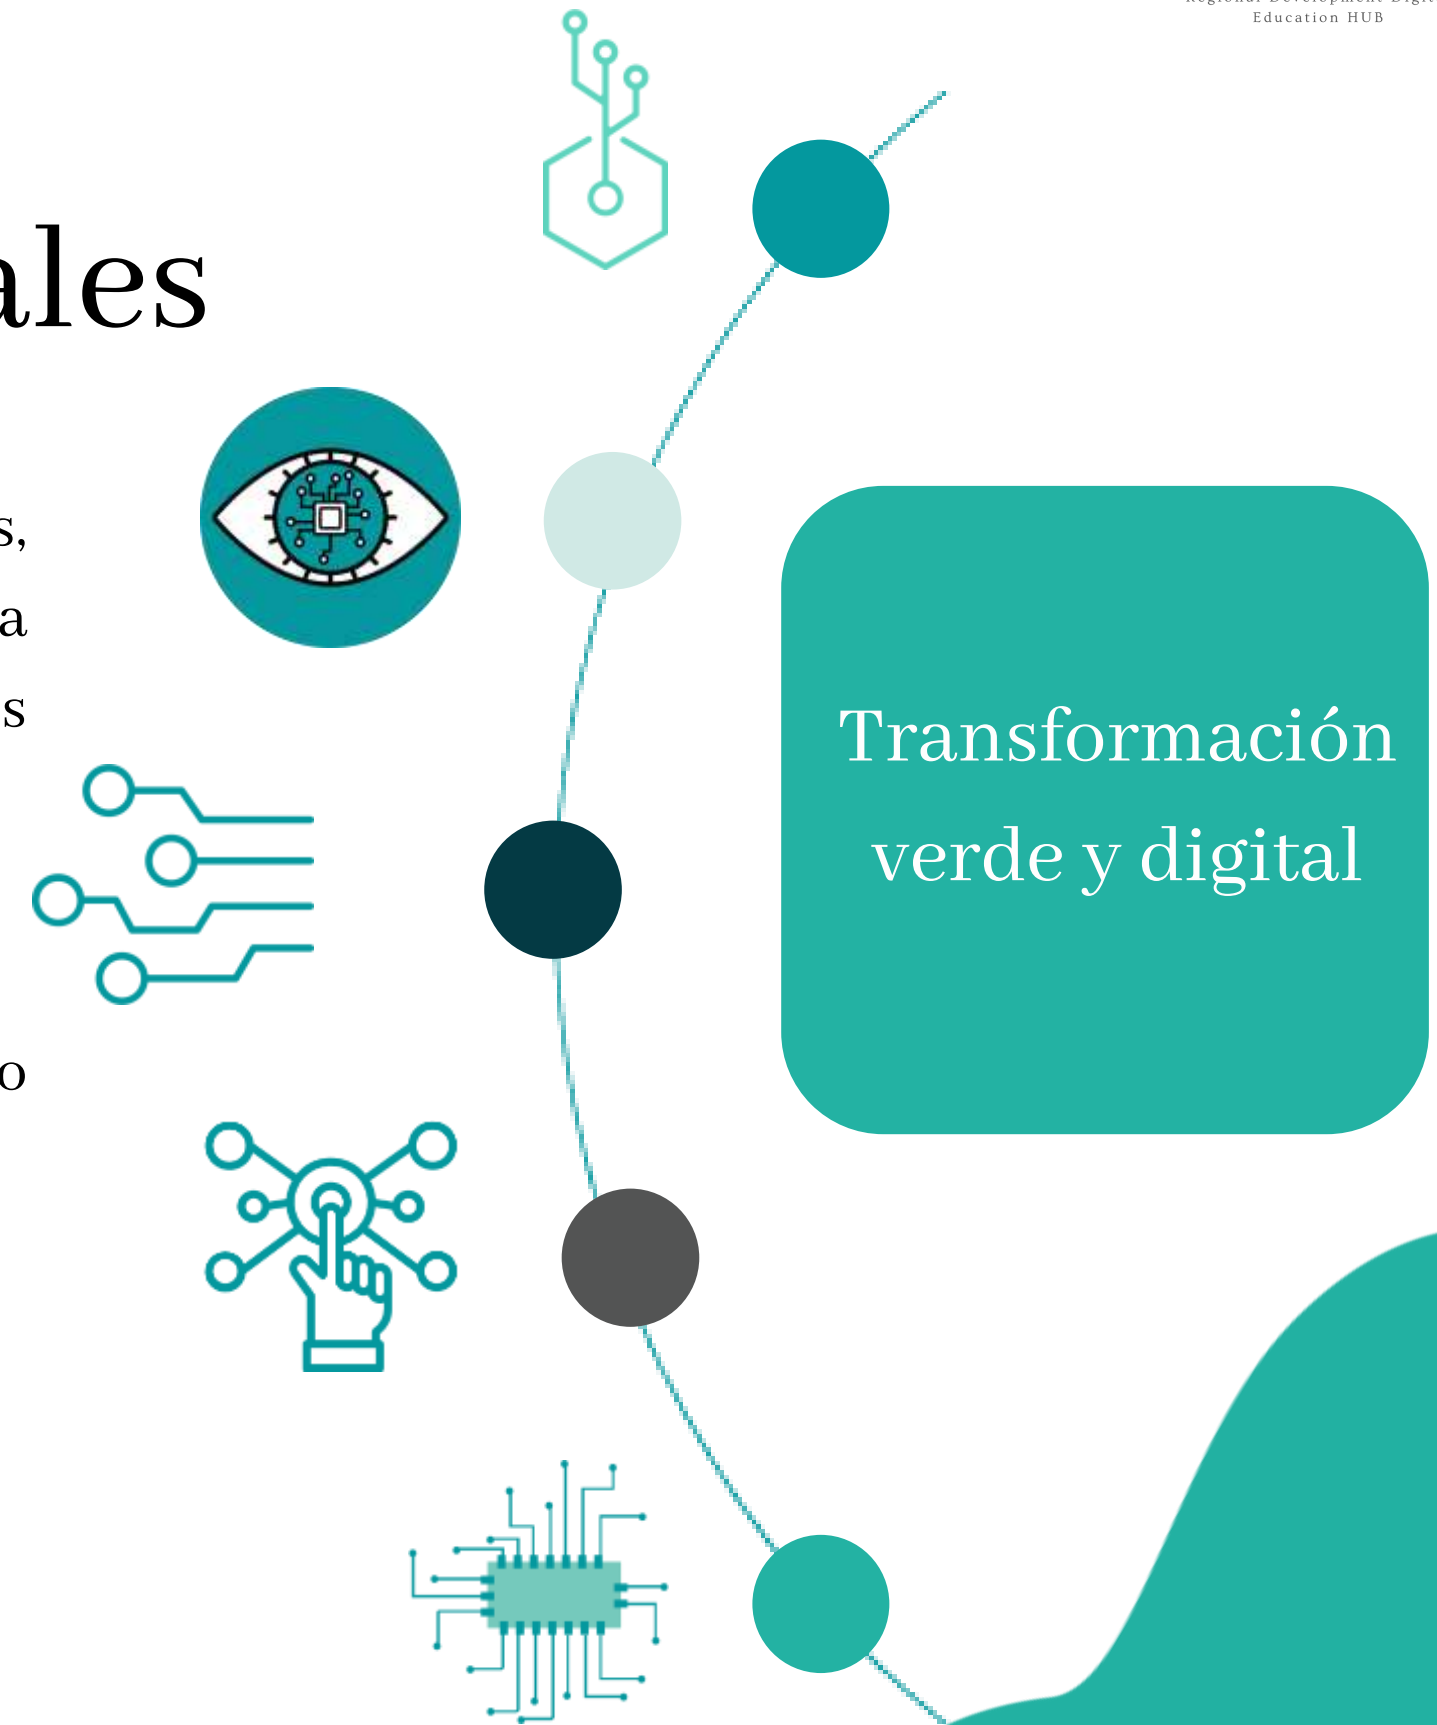 Education HUB
ales
s,
a
s
Transformación
verde y digital
o